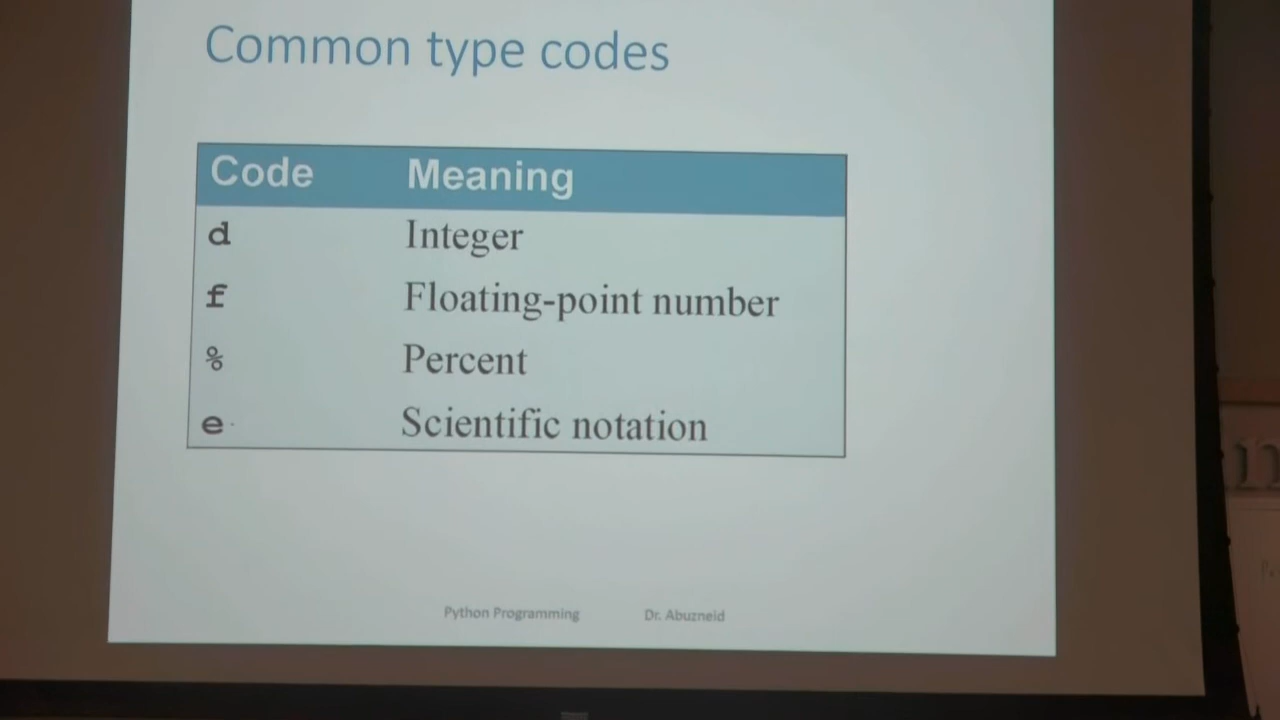 Common type codes
Code Meaning
d Integer
f Floating-point number
% Percent
e Scientific notation
Python Programming Dr. Abuzneid